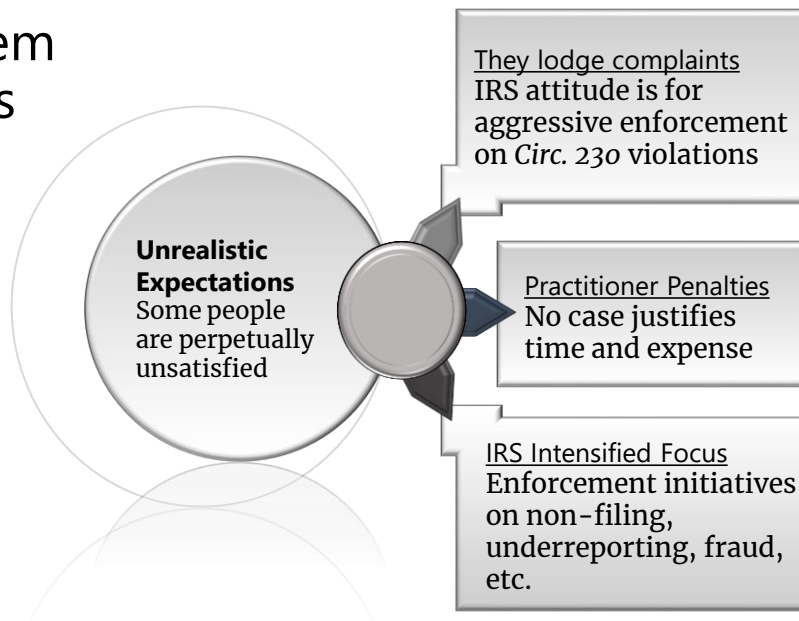 em
s
Unrealistic
Expectations
Some people
are perpetually
unsatisfied
They lodge complaints
IRS attitude is for
aggressive enforcement
on Circ. 230 violations
Practitioner Penalties
No case justifies
time and expense
IRS Intensified Focus
Enforcement initiatives
on non-filing,
underreporting, fraud,
etc.